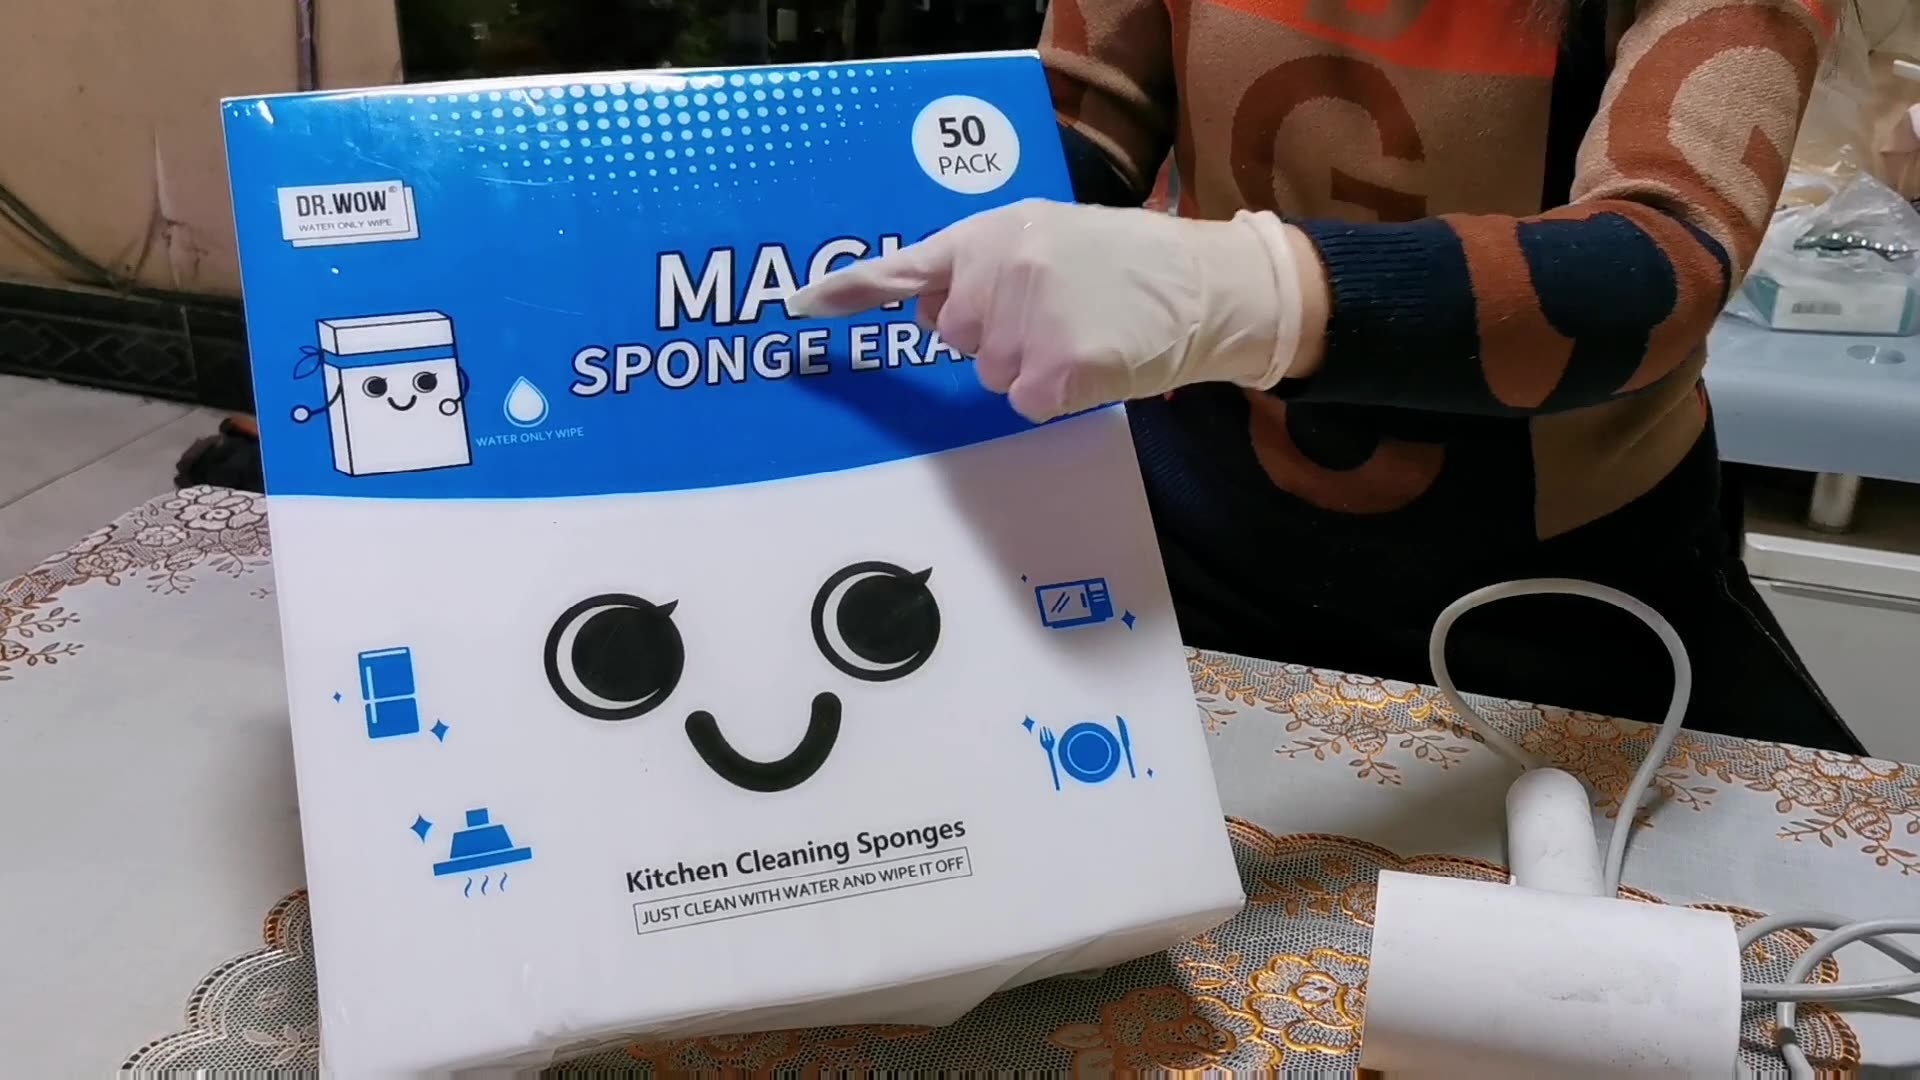 50
PACK
DR.WOW®
WATER ONLY WIPE
SPONGE
WATER ONLY WIPE
Kitchen Cleaning Sponges
JUST CLEAN WITH WATER AND WIPE IT OFF